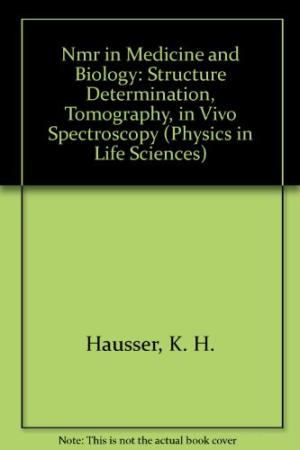 Nmr in Medicine and
Biology: Structure
Determination,
Tomography, in Vivo
Spectroscopy (Physics in
Life Sciences)
Hausser, K. H.
Note: This is not the actual book cover